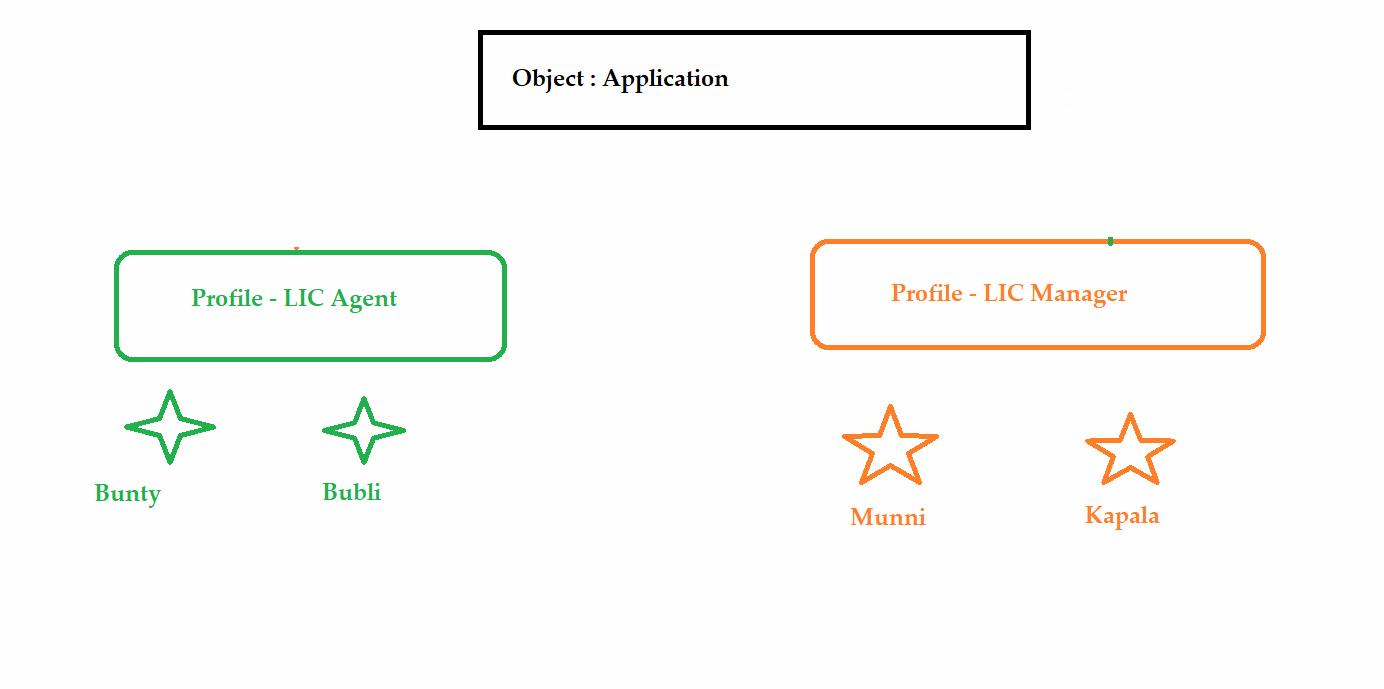 Object : Application
Profile - LIC Agent
Profile - LIC Manager
Bunty
Bubli
Munni
Kapala